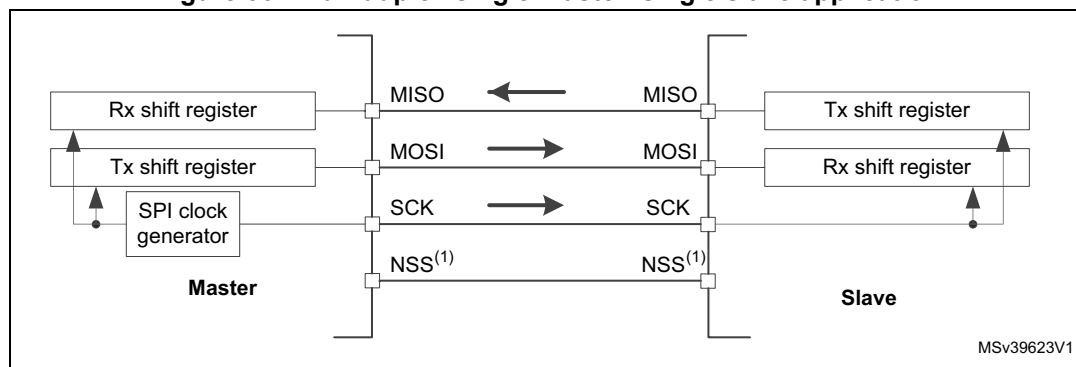 MISO MISO
Rx shift register Tx shift register
MOSI MOSI
Tx shift register Rx shift register
SCK SCK
SPI clock
generator
NSS(1) NSS(1)
Master Slave
MSv39623V1